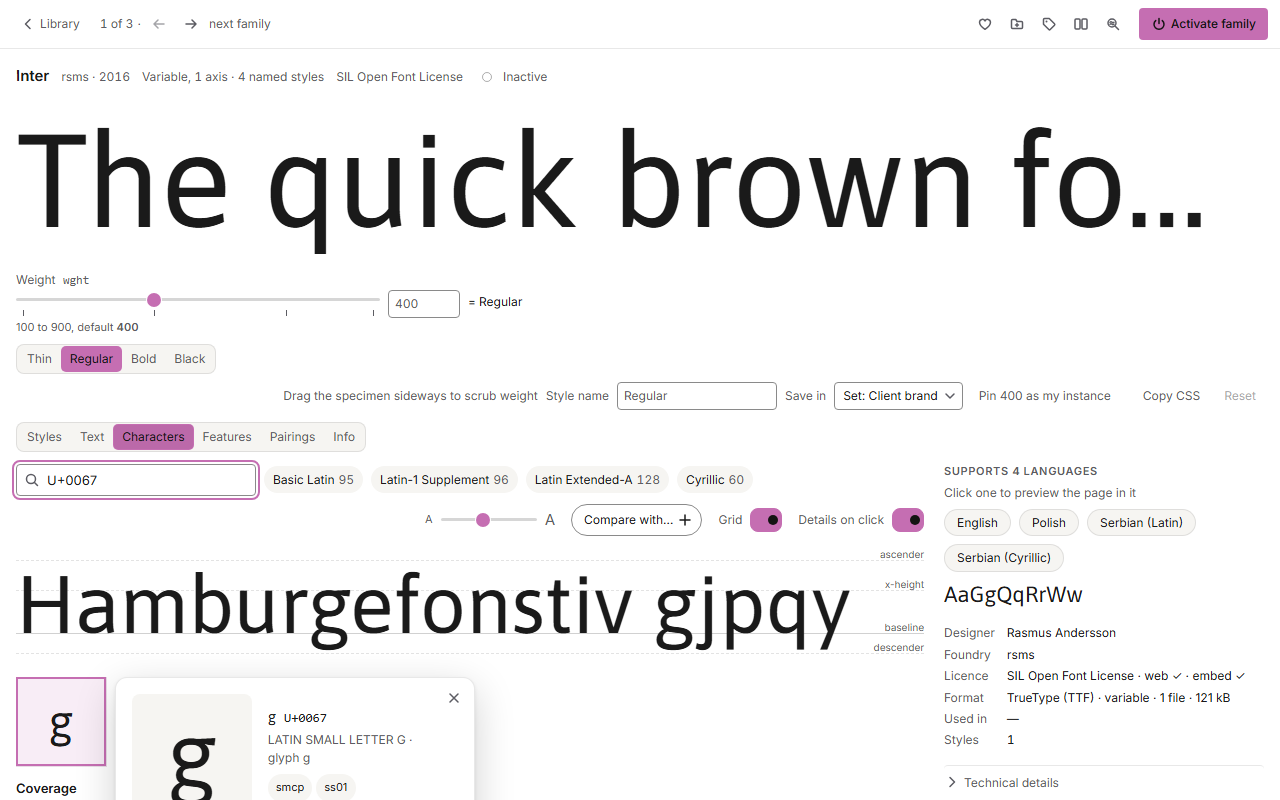 Library 1 of 3 · next family Activate family
Inter rsms · 2016 Variable, 1 axis · 4 named styles SIL Open Font License Inactive
The quick brown fo...
Weight wght
400 = Regular
100 to 900, default 400
Thin Regular Bold Black
Drag the specimen sideways to scrub weight Style name Regular Save in Set: Client brand Pin 400 as my instance Copy CSS Reset
Styles Text Characters Features Pairings Info
U+0067 Basic Latin 95 Latin-1 Supplement 96 Latin Extended-A 128 Cyrillic 60
A A Compare with... Grid Details on click
ascender
x-height
Hamburgefonstiv gjpqy
baseline
descender
g
g
g U+0067
LATIN SMALL LETTER G ·
glyph g
smcp ss01
Coverage
SUPPORTS 4 LANGUAGES
Click one to preview the page in it
English Polish Serbian (Latin)
Serbian (Cyrillic)
AaGgQqRrWw
Designer Rasmus Andersson
Foundry rsms
Licence SIL Open Font License · web ✓ · embed ✓
Format TrueType (TTF) · variable · 1 file · 121 kB
Used in —
Styles 1
Technical details